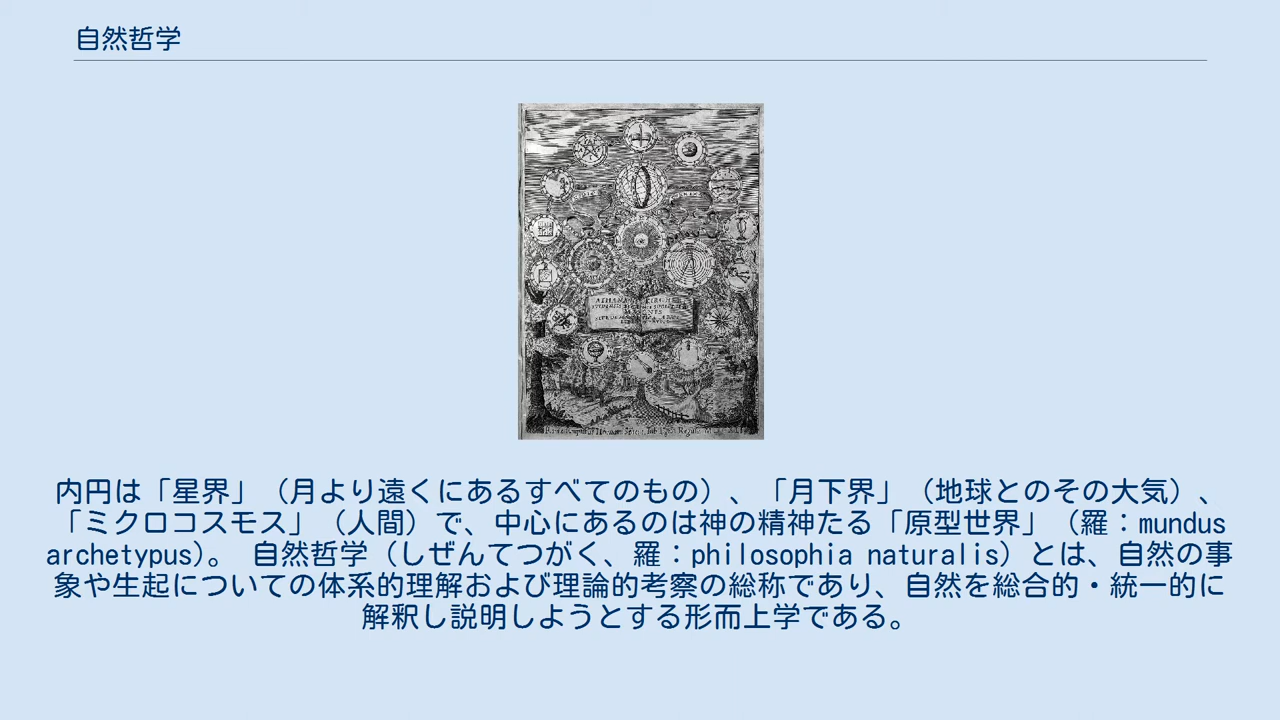 自然哲学
内円は「星界」（月より遠くにあるすべてのもの）、「月下界」（地球とのその大気）、
「ミクロコスモス」（人間）で、中心にあるのは神の精神たる「原型世界」（羅：mundus
archetypus)。 自然哲学（しぜんてつがく、羅：philosophia naturalis）とは、自然の事
象や生起についての体系的理解および理論的考察の総称であり、自然を総合的・統一的に
解釈し説明しようとする形而上学である。